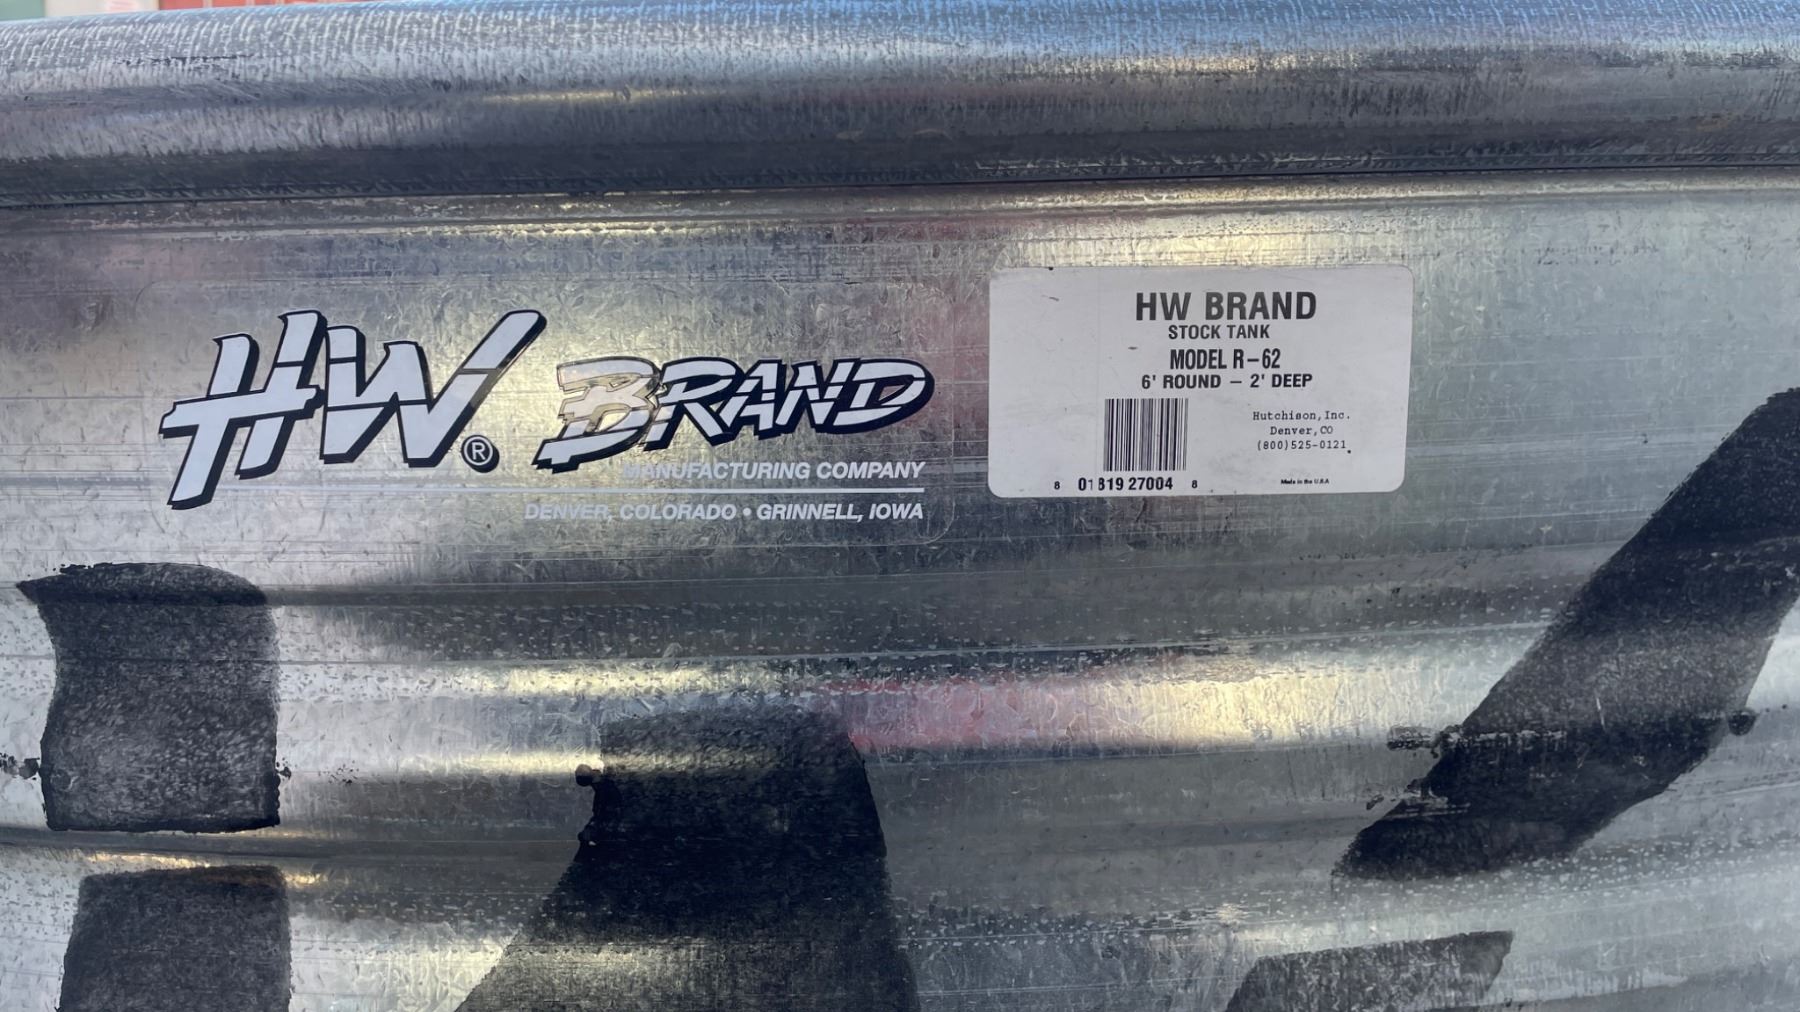 HW® BRAND
MANUFACTURING COMPANY
DENVER, COLORADO • GRINNELL, IOWA
HW BRAND
STOCK TANK
MODEL R-62
6' ROUND - 2' DEEP
Hutchison, Inc.
Denver, CO
(800)525-0121
8 01819 27004 8
Made in the U.S.A